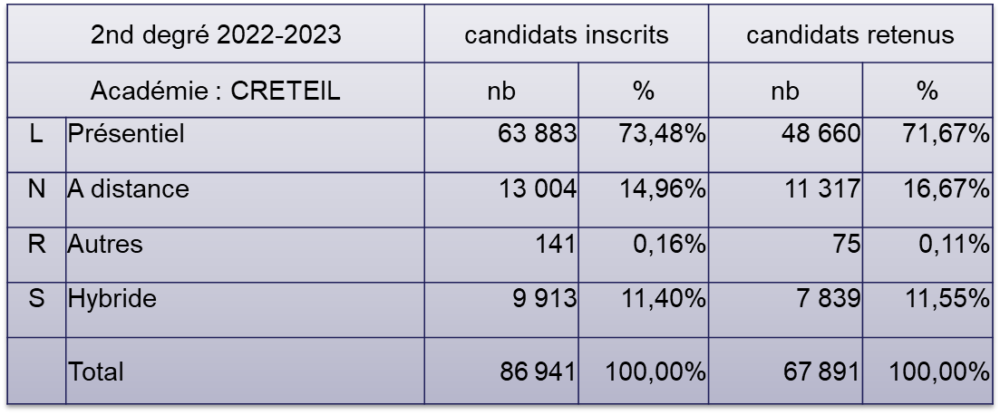 2nd degré 2022-2023 candidats inscrits candidats retenus
Académie : CRETEIL nb % nb %
L Présentiel 63 883 73,48% 48 660 71,67%
N A distance 13 004 14,96% 11 317 16,67%
R Autres 141 0,16% 75 0,11%
S Hybride 9 913 11,40% 7 839 11,55%
Total 86 941 100,00% 67 891 100,00%